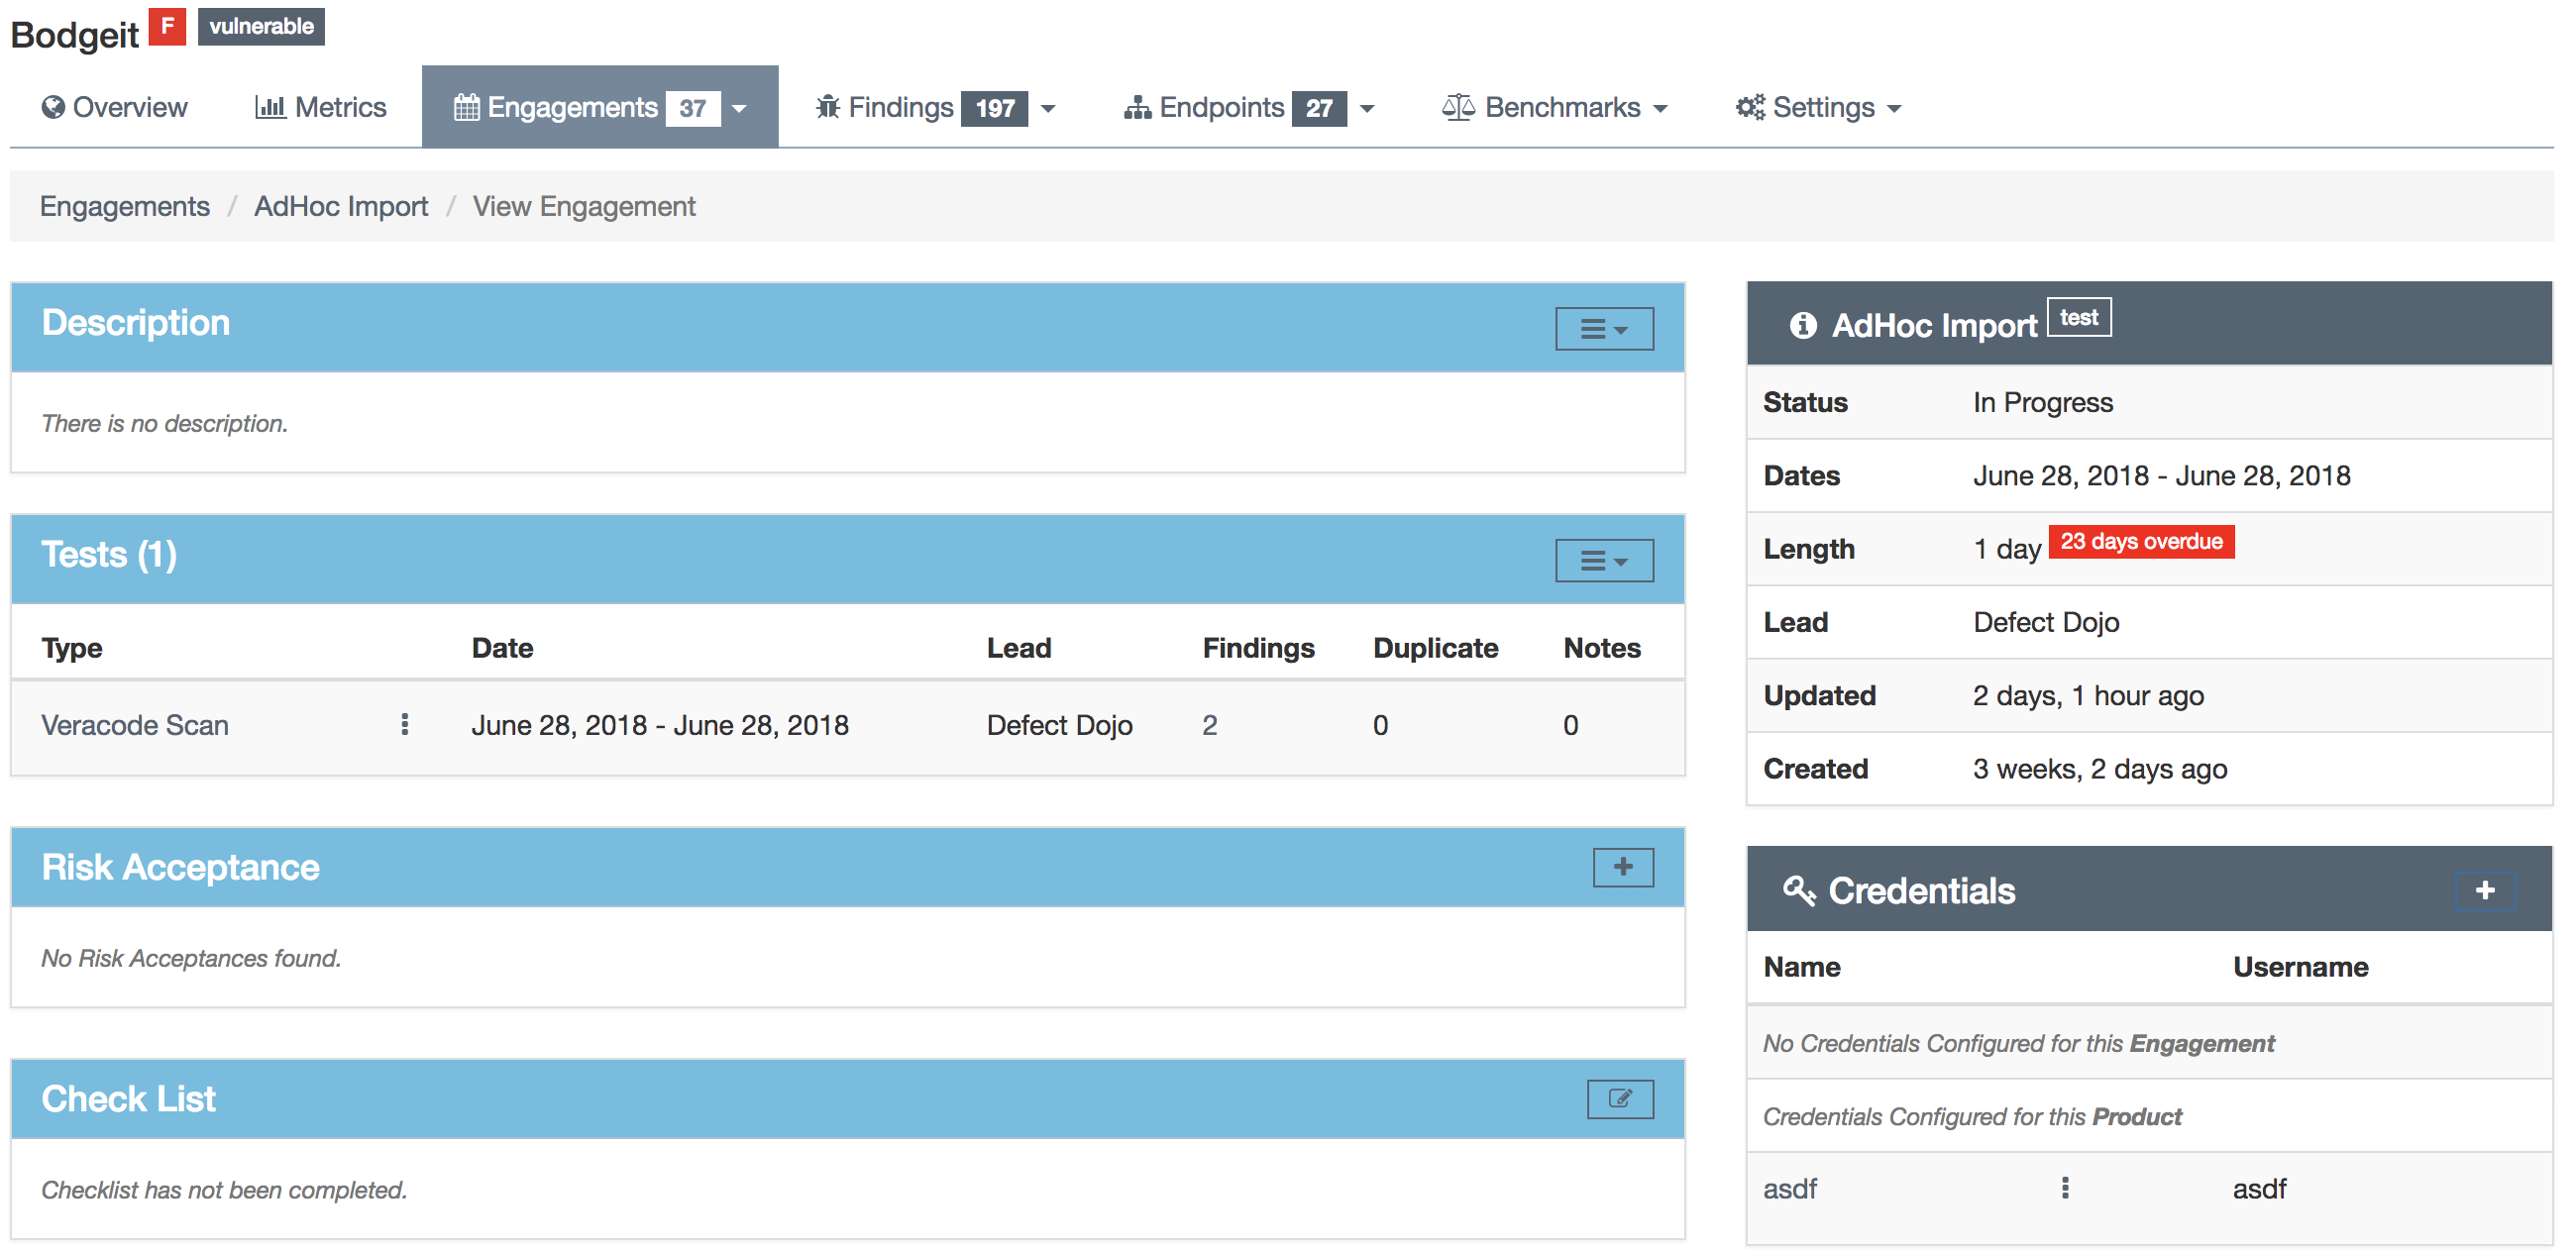 Bodgeit F vulnerable
Overview Metrics Engagements 37 Findings 197 Endpoints 27 Benchmarks Settings
Engagements / AdHoc Import / View Engagement
Description
There is no description.
Tests (1)
Type Date Lead Findings Duplicate Notes
Veracode Scan June 28, 2018 - June 28, 2018 Defect Dojo 2 0 0
Risk Acceptance
No Risk Acceptances found.
Check List
Checklist has not been completed.
AdHoc Import test
Status In Progress
Dates June 28, 2018 - June 28, 2018
Length 1 day 23 days overdue
Lead Defect Dojo
Updated 2 days, 1 hour ago
Created 3 weeks, 2 days ago
Credentials
Name Username
No Credentials Configured for this Engagement
Credentials Configured for this Product
asdf asdf